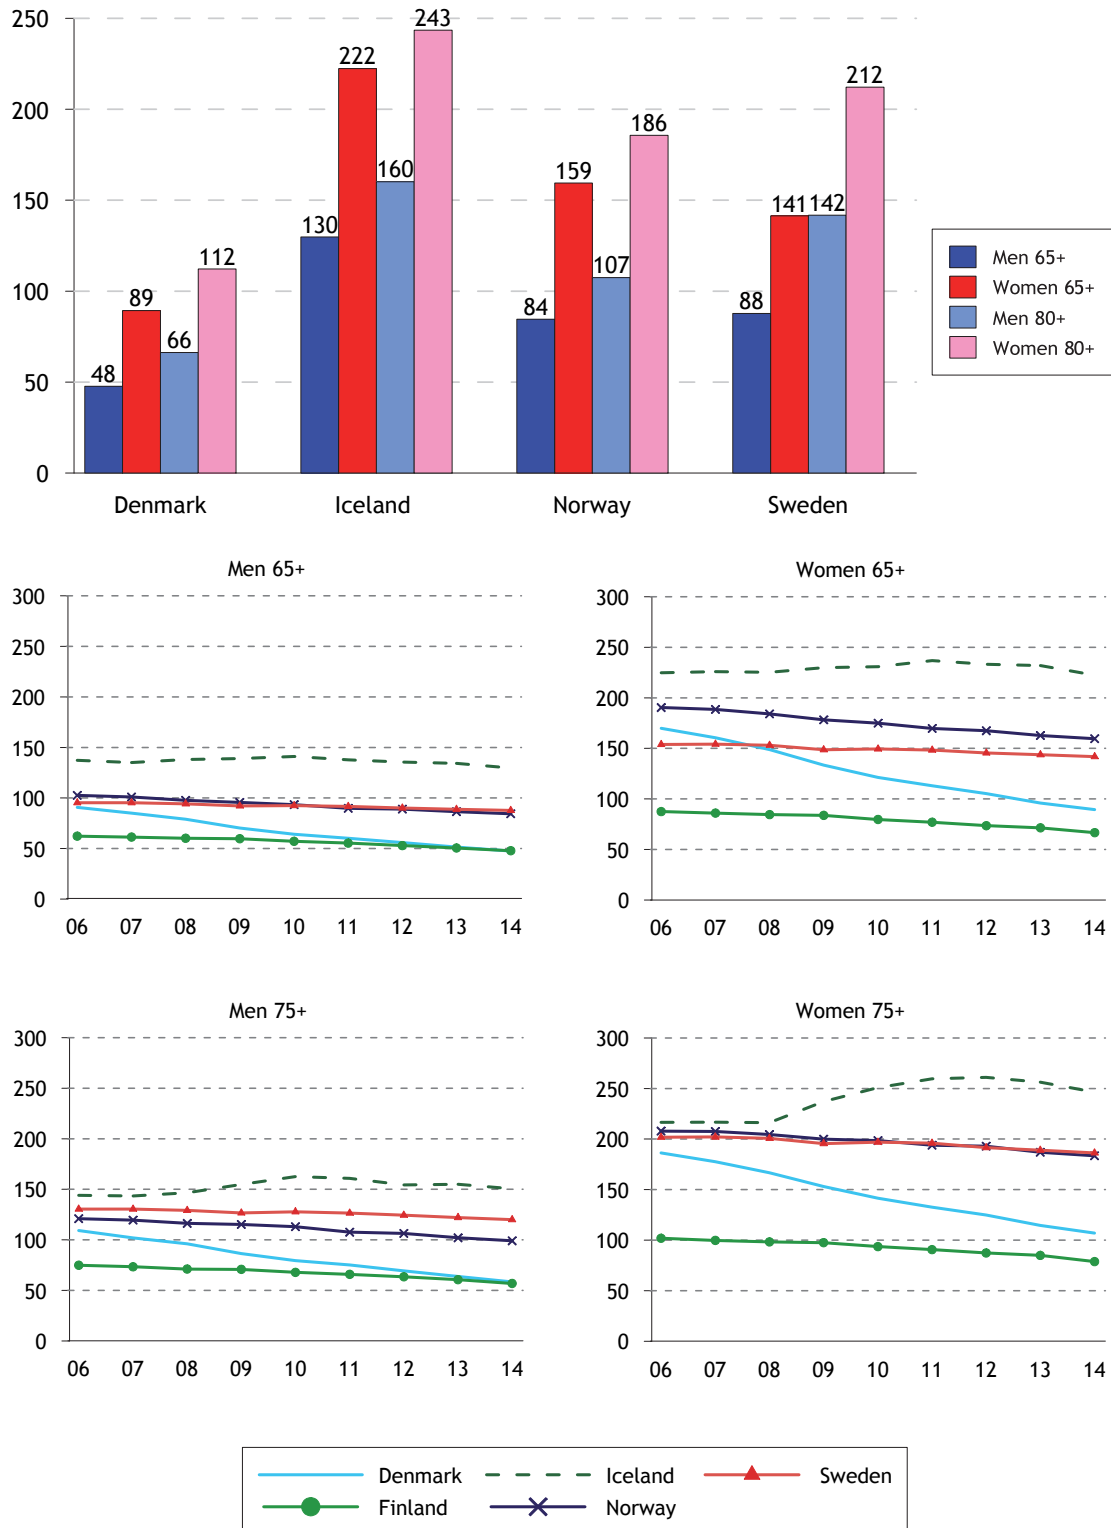 250
200
150
100
50
0
48 89 66 112
130 222 160 243
84 159 107 186
88 141 142 212
Denmark Iceland Norway Sweden
Men 65+
Women 65+
Men 80+
Women 80+
Men 65+
300
250
200
150
100
50
0
06 07 08 09 10 11 12 13 14
Women 65+
300
250
200
150
100
50
0
06 07 08 09 10 11 12 13 14
Men 75+
300
250
200
150
100
50
0
06 07 08 09 10 11 12 13 14
Women 75+
300
250
200
150
100
50
0
06 07 08 09 10 11 12 13 14
Denmark Iceland Sweden
Finland Norway